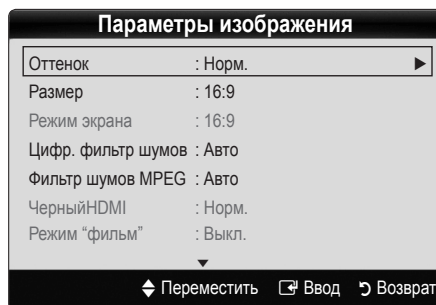 Параметры изображения
Оттенок : Норм.
Размер : 16:9
Режим экрана : 16:9
Цифр. фильтр шумов : Авто
Фильтр шумов MPEG : Авто
ЧерныйHDMI : Норм.
Режим “фильм” : Выкл.
Переместить Ввод Возврат